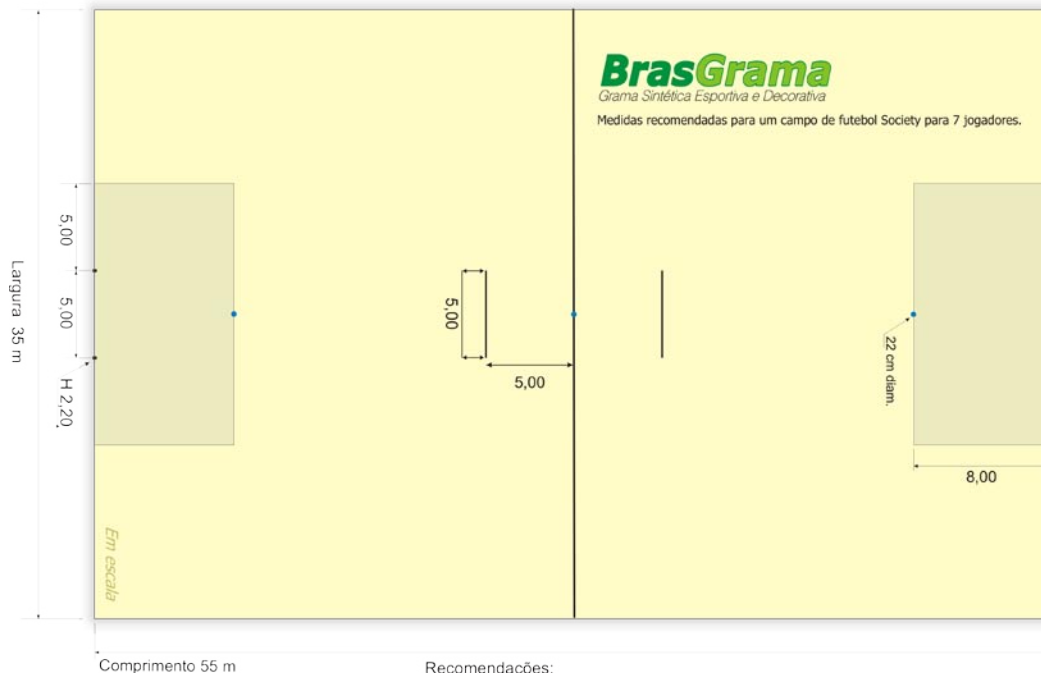 BrasGrama
Grama Sintética Esportiva e Decorativa
Medidas recomendadas para um campo de futebol Society para 7 jogadores.
Largura 35 m
5,00
5,00
H 2,20
5,00
5,00
22 cm diam.
8,00
Em escala
Comprimento 55 m
Recomendações: